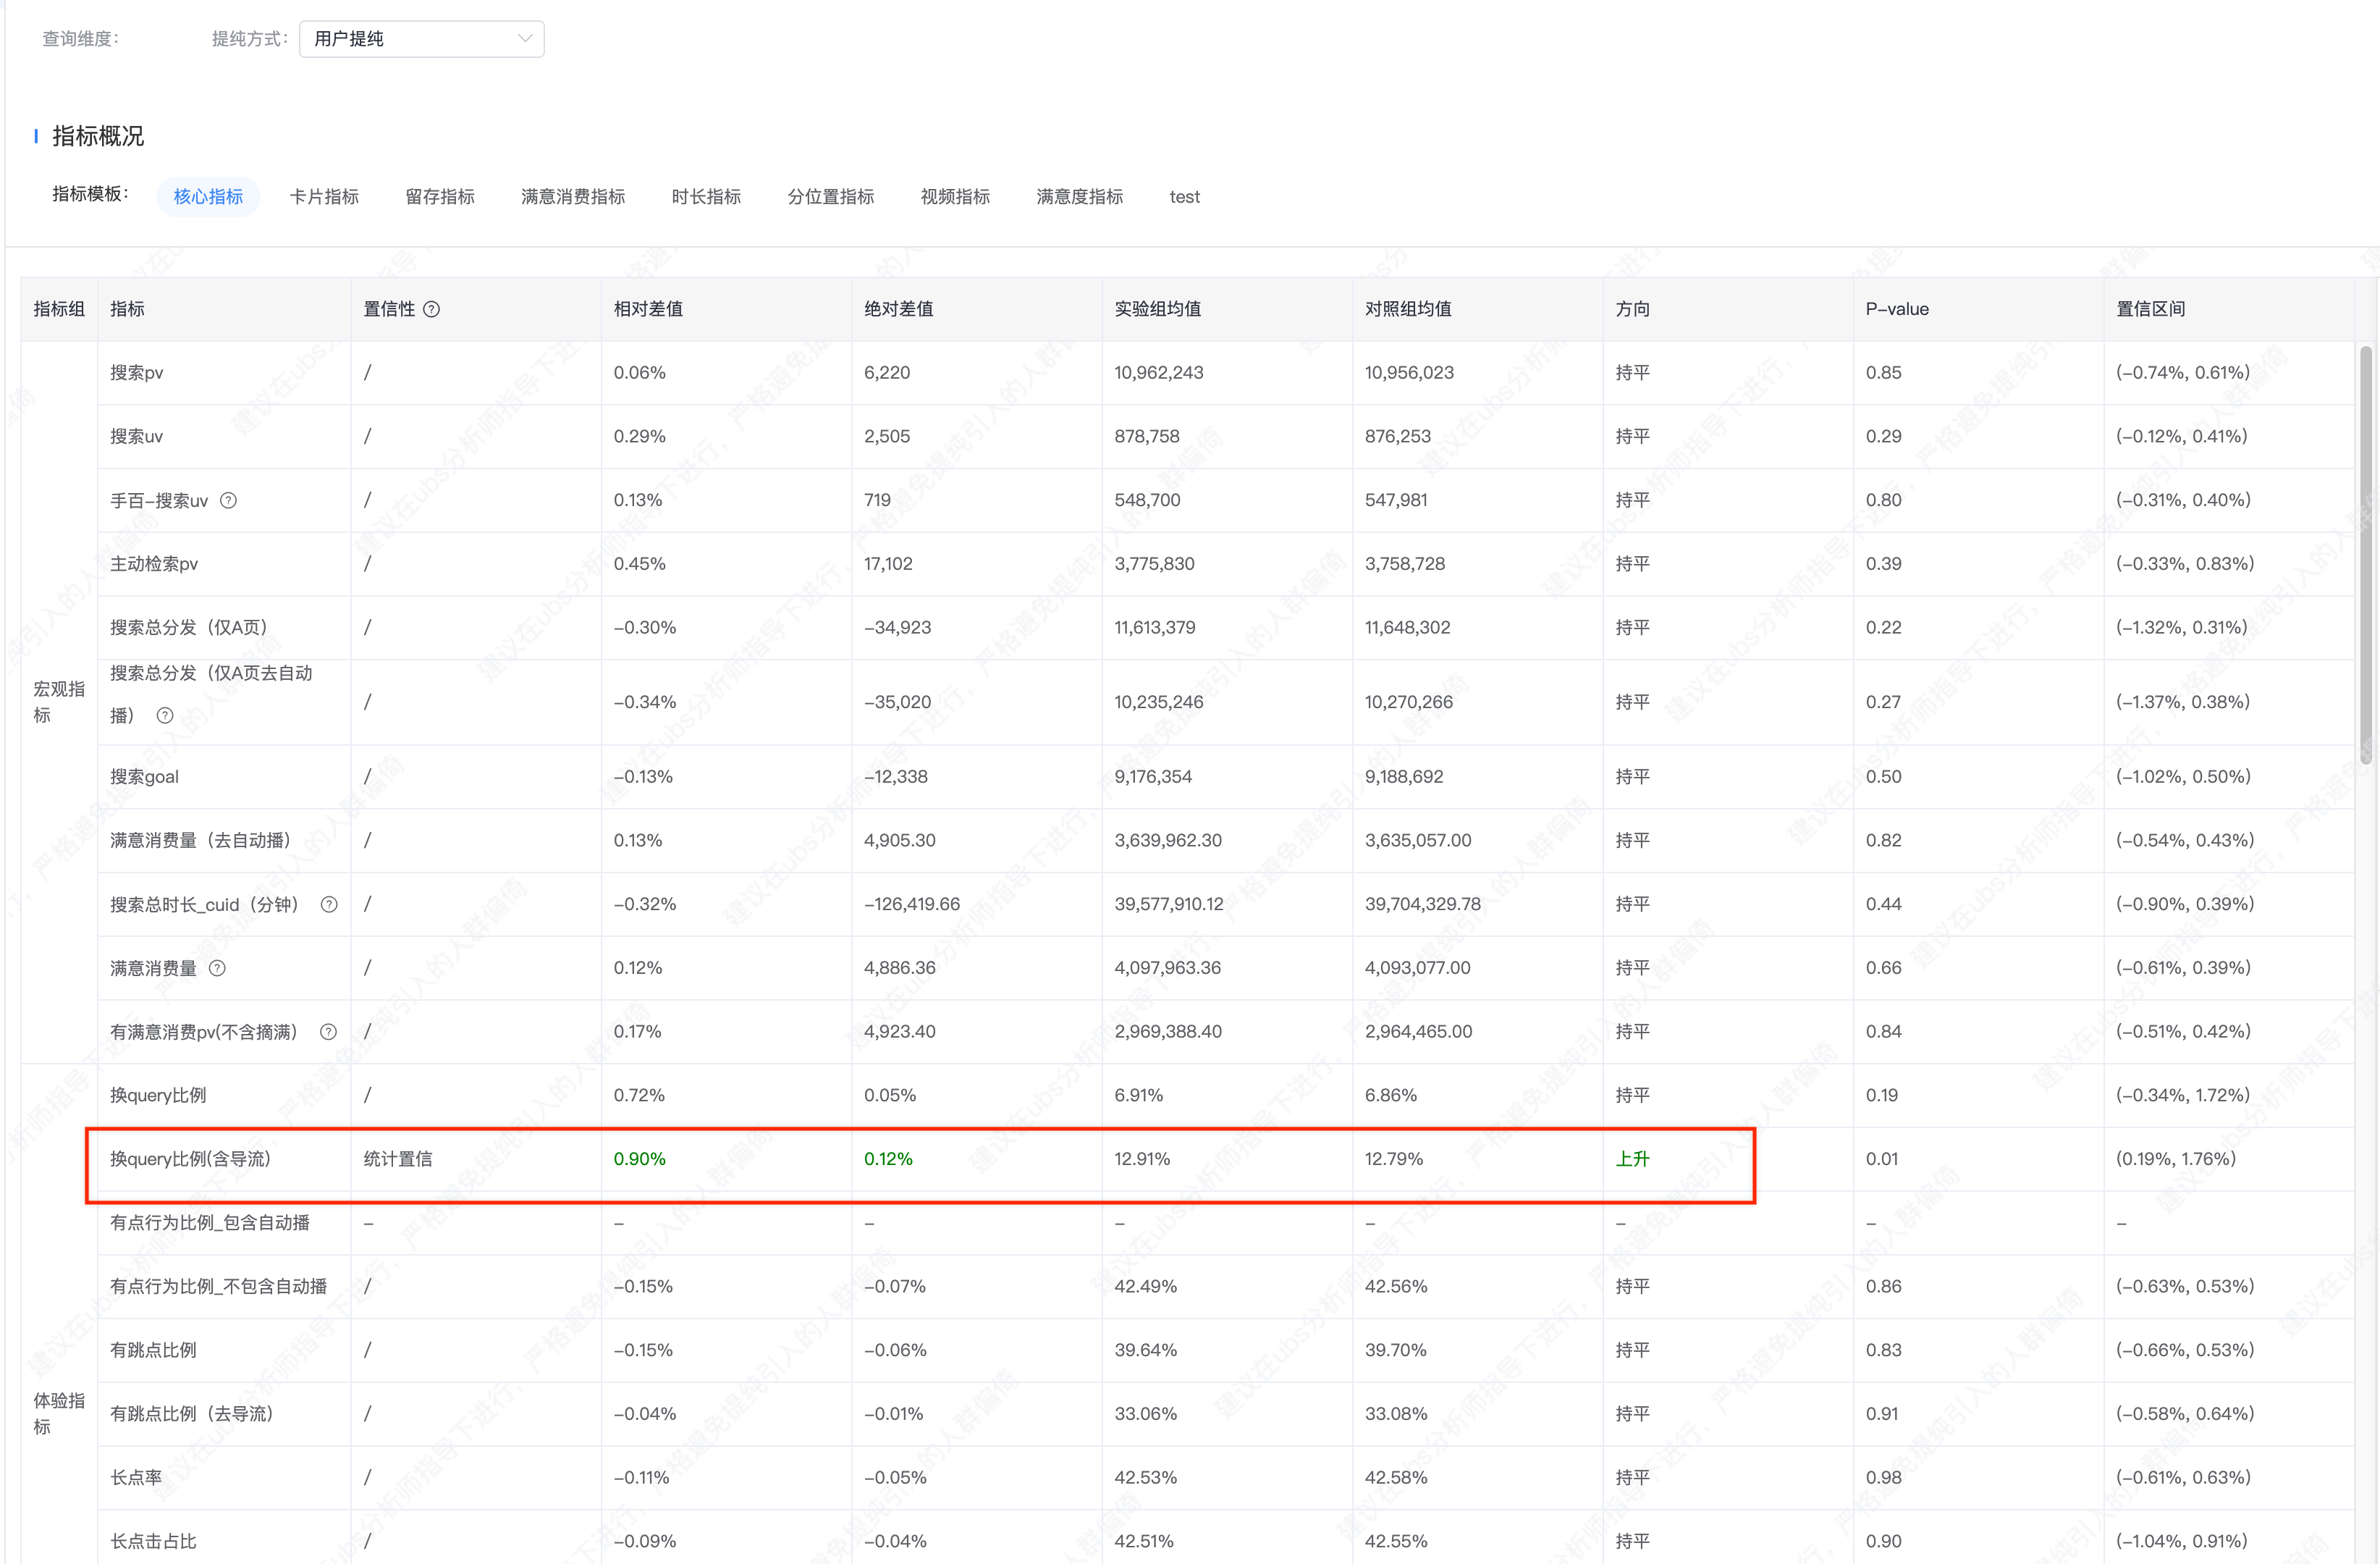 查询维度： 提纯方式： 用户提纯
指标概况
指标模板： 核心指标 卡片指标 留存指标 满意消费指标 时长指标 分位置指标 视频指标 满意度指标 test
指标组 指标 置信性 ? 相对差值 绝对差值 实验组均值 对照组均值 方向 P-value 置信区间
宏观指标
搜索pv / 0.06% 6,220 10,962,243 10,956,023 持平 0.85 (-0.74%, 0.61%)
搜索uv / 0.29% 2,505 878,758 876,253 持平 0.29 (-0.12%, 0.41%)
手百-搜索uv ? / 0.13% 719 548,700 547,981 持平 0.80 (-0.31%, 0.40%)
主动检索pv / 0.45% 17,102 3,775,830 3,758,728 持平 0.39 (-0.33%, 0.83%)
搜索总分发（仅A页） / -0.30% -34,923 11,613,379 11,648,302 持平 0.22 (-1.32%, 0.31%)
搜索总分发（仅A页去自动
播） ? / -0.34% -35,020 10,235,246 10,270,266 持平 0.27 (-1.37%, 0.38%)
搜索goal / -0.13% -12,338 9,176,354 9,188,692 持平 0.50 (-1.02%, 0.50%)
满意消费量（去自动播） / 0.13% 4,905.30 3,639,962.30 3,635,057.00 持平 0.82 (-0.54%, 0.43%)
搜索总时长_cuid（分钟） ? / -0.32% -126,419.66 39,577,910.12 39,704,329.78 持平 0.44 (-0.90%, 0.39%)
满意消费量 ? / 0.12% 4,886.36 4,097,963.36 4,093,077.00 持平 0.66 (-0.61%, 0.39%)
有满意消费pv(不含摘满) ? / 0.17% 4,923.40 2,969,388.40 2,964,465.00 持平 0.84 (-0.51%, 0.42%)
体验指标
换query比例 / 0.72% 0.05% 6.91% 6.86% 持平 0.19 (-0.34%, 1.72%)
换query比例(含导流) 统计置信 0.90% 0.12% 12.91% 12.79% 上升 0.01 (0.19%, 1.76%)
有点行为比例_包含自动播 - - - - - - - -
有点行为比例_不包含自动播 / -0.15% -0.07% 42.49% 42.56% 持平 0.86 (-0.63%, 0.53%)
有跳点比例 / -0.15% -0.06% 39.64% 39.70% 持平 0.83 (-0.66%, 0.53%)
有跳点比例（去导流） / -0.04% -0.01% 33.06% 33.08% 持平 0.91 (-0.58%, 0.64%)
长点率 / -0.11% -0.05% 42.53% 42.58% 持平 0.98 (-0.61%, 0.63%)
长点击占比 / -0.09% -0.04% 42.51% 42.55% 持平 0.90 (-1.04%, 0.91%)
建议在ubs分析师指导下进行，严格避免提纯引入的人群偏倚